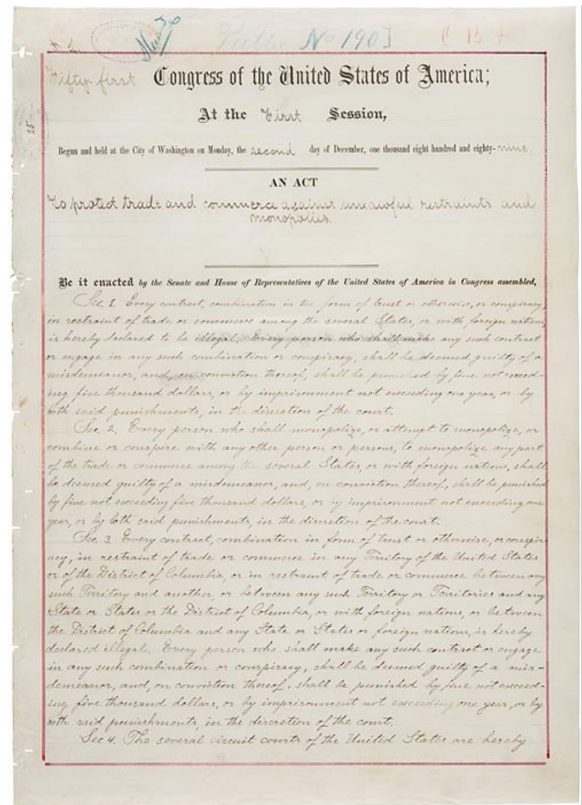 Public No 190
Fifty-first Congress of the United States of America;
At the First Session,
Begun and held at the City of Washington on Monday, the second day of December, one thousand eight hundred and eighty-nine.
AN ACT
To protect trade and commerce against unlawful restraints and
monopolies.
Be it enacted by the Senate and House of Representatives of the United States of America in Congress assembled,
Sec. 1. Every contract, combination in the form of trust or otherwise, or conspiracy,
in restraint of trade or commerce among the several States, or with foreign nations,
is hereby declared to be illegal. Every person who shall make any such contract
or engage in any such combination or conspiracy, shall be deemed guilty of a
misdemeanor, and, on conviction thereof, shall be punished by fine not exceed-
ing five thousand dollars, or by imprisonment not exceeding one year, or by
both said punishments, in the discretion of the court.
Sec. 2. Every person who shall monopolize, or attempt to monopolize, or
combine or conspire with any other person or persons, to monopolize any part
of the trade or commerce among the several States, or with foreign nations, shall
be deemed guilty of a misdemeanor, and, on conviction thereof, shall be punished
by fine not exceeding five thousand dollars, or by imprisonment not exceeding one
year, or by both said punishments, in the discretion of the court.
Sec. 3. Every contract, combination in form of trust or otherwise, or conspir-
acy, in restraint of trade or commerce in any Territory of the United States
or of the District of Columbia, or in restraint of trade or commerce between any
such Territory and another, or between any such Territory or Territories and any
State or States or the District of Columbia, or with foreign nations, or between
the District of Columbia and any State or States or foreign nations, is hereby
declared illegal. Every person who shall make any such contract or engage
in any such combination or conspiracy, shall be deemed guilty of a mis-
demeanor, and, on conviction thereof, shall be punished by fine not exceed-
ing five thousand dollars, or by imprisonment not exceeding one year, or by
both said punishments, in the discretion of the court.
Sec 4. The several circuit courts of the United States are hereby